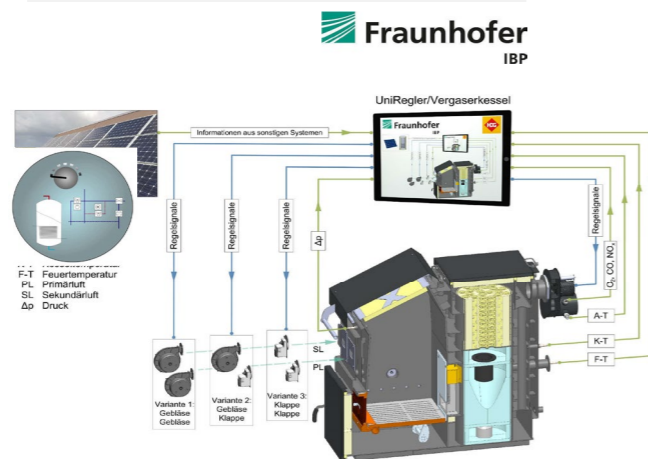 Fraunhofer
IBP
UniRegler/Vergaserkessel
Informationen aus sonstigen Systemen
Fraunhofer
IBP
Regelsignale
Regelsignale
Regelsignale
Δp
Regelsignale
O₂, CO, NOₓ
F-T Feuertemperatur
PL Primärluft
SL Sekundärluft
Δp Druck
A-T
K-T
F-T
SL
PL
Variante 1:
Gebläse
Gebläse
Variante 2:
Gebläse
Klappe
Variante 3:
Klappe
Klappe